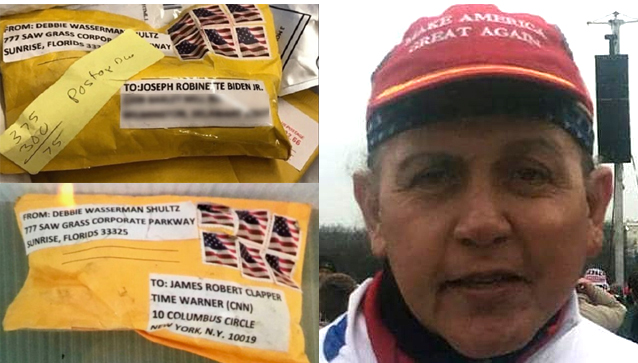 FROM: DEBBIE WASSERMAN SHULTZ
777 SAW GRASS CORPORATE PARKWAY
SUNRISE, FLORIDS 33325
Postage Due
375
300
75
TO:JOSEPH ROBINETTE BIDEN JR.
FROM: DEBBIE WASSERMAN SHULTZ
777 SAW GRASS CORPORATE PARKWAY
SUNRISE, FLORIDS 33325
TO: JAMES ROBERT CLAPPER
TIME WARNER (CNN)
10 COLUMBUS CIRCLE
NEW YORK, N.Y. 10019
MAKE AMERICA
GREAT AGAIN